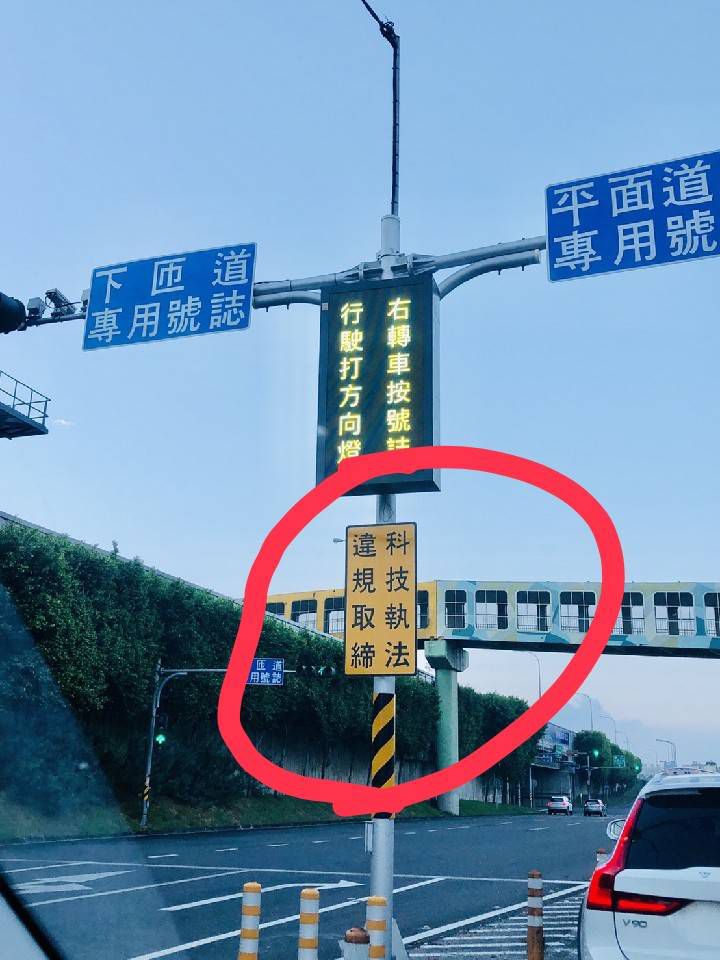 下匝道
專用號誌
平面道
專用號
右轉車按號誌
行駛打方向燈
科技執法
違規取締
匝道
用號誌
V90